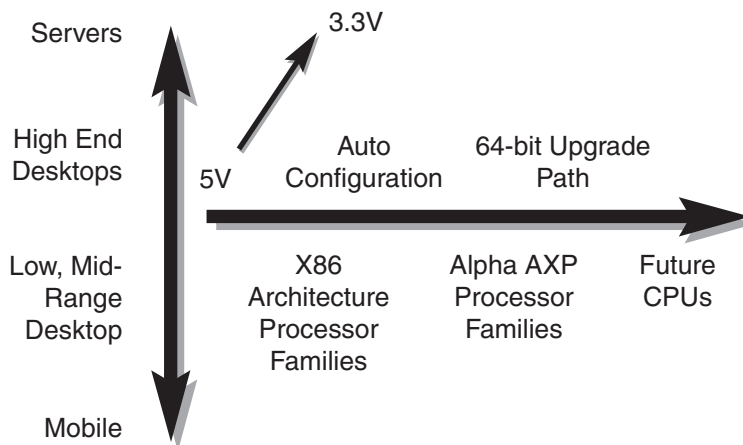 Servers
3.3V
High End
Desktops
5V
Auto
Configuration
64-bit Upgrade
Path
Low, Mid-
Range
Desktop
X86
Architecture
Processor
Families
Alpha AXP
Processor
Families
Future
CPUs
Mobile